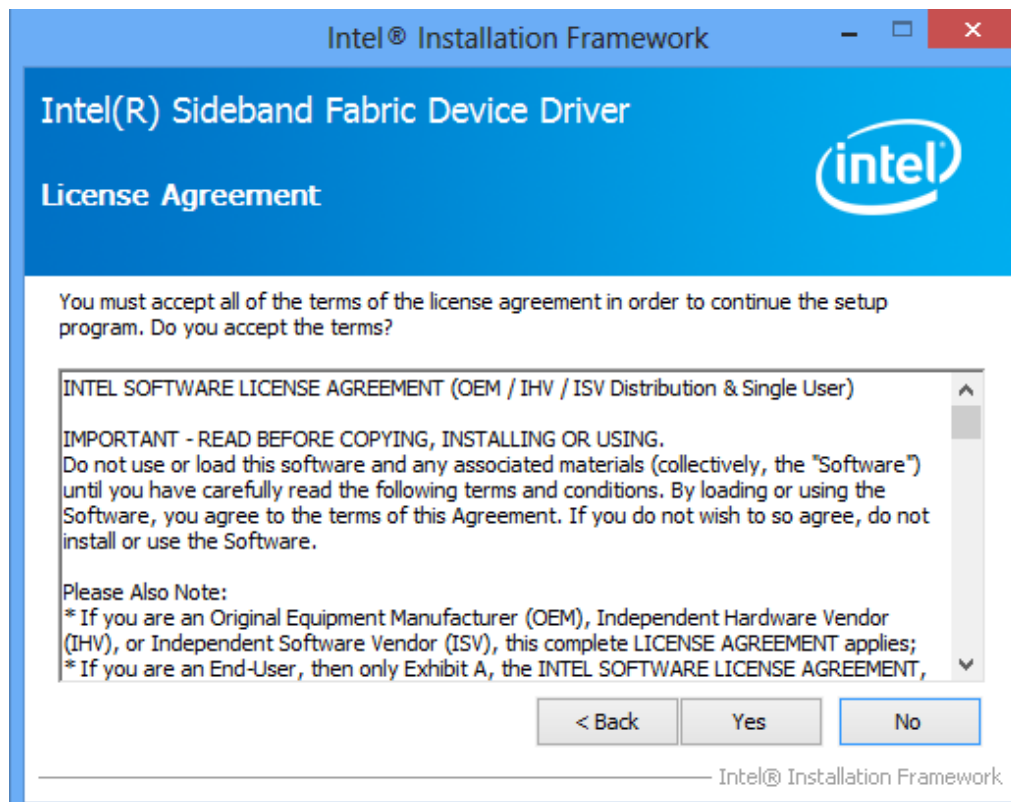 Intel® Installation Framework
Intel(R) Sideband Fabric Device Driver
intel
License Agreement
You must accept all of the terms of the license agreement in order to continue the setup
program. Do you accept the terms?
INTEL SOFTWARE LICENSE AGREEMENT (OEM / IHV / ISV Distribution & Single User)
IMPORTANT - READ BEFORE COPYING, INSTALLING OR USING.
Do not use or load this software and any associated materials (collectively, the "Software")
until you have carefully read the following terms and conditions. By loading or using the
Software, you agree to the terms of this Agreement. If you do not wish to so agree, do not
install or use the Software.
Please Also Note:
* If you are an Original Equipment Manufacturer (OEM), Independent Hardware Vendor
(IHV), or Independent Software Vendor (ISV), this complete LICENSE AGREEMENT applies;
* If you are an End-User, then only Exhibit A, the INTEL SOFTWARE LICENSE AGREEMENT,
< Back
Yes
No
Intel® Installation Framework